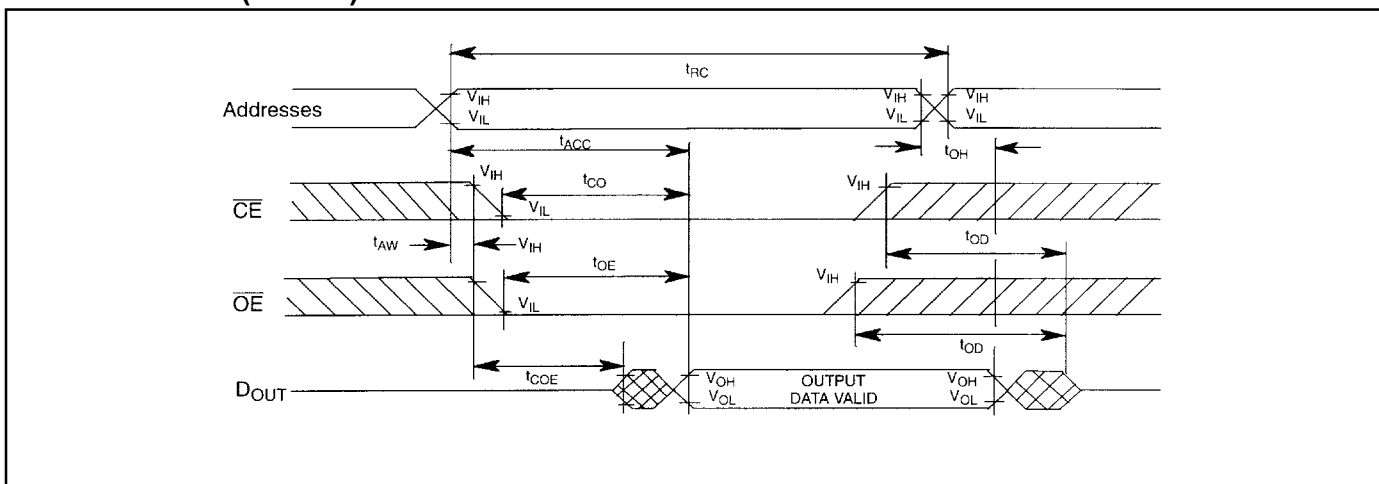 tRC
Addresses
VIH VIH VIH
VIL VIL VIL
tACC tOH
VIH tCO VIH
CE VIL
tAW VIH tOD
tOE VIH
OE VIL
tOD
tCOE VOH OUTPUT VOH
DOUT VOL DATA VALID VOL